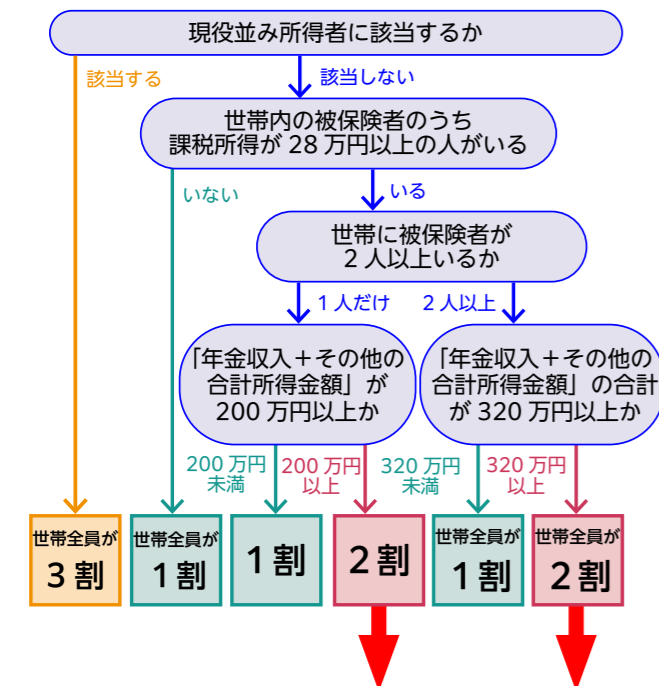 現役並み所得者に該当するか
該当する
該当しない
世帯内の被保険者のうち
課税所得が 28 万円以上の人がいる
いない
いる
世帯に被保険者が
2 人以上いるか
1 人だけ
2 人以上
「年金収入＋その他の
合計所得金額」が
200 万円以上か
「年金収入＋その他の
合計所得金額」の合計
が 320 万円以上か
200 万円
未満
200 万円
以上
320 万円
未満
320 万円
以上
世帯全員が
3 割
世帯全員が
1 割
1 割
2 割
世帯全員が
1 割
世帯全員が
2 割